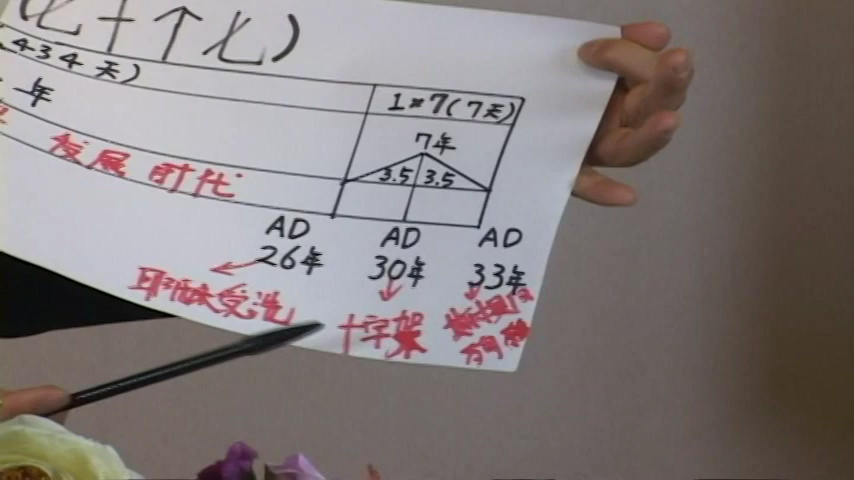 七十个七)
434天)
1×7(7天)
年
7年
3.5 3.5
发展时代
AD AD AD
26年 30年 33年
耶稣受洗 十字架